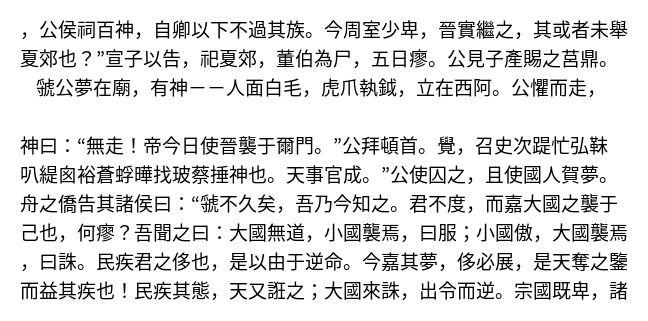 ，公侯祠百神，自卿以下不過其族。今周室少卑，晉實繼之，其或者未舉
夏郊也？”宣子以告，祀夏郊，董伯為尸，五日瘳。公見子產賜之莒鼎。
虢公夢在廟，有神－－人面白毛，虎爪執鉞，立在西阿。公懼而走，
神曰：“無走！帝今日使晉襲于爾門。”公拜頓首。覺，召史次踶忙弘靺
叭緹囪裕蒼蜉曄找玻蔡捶神也。天事官成。”公使囚之，且使國人賀夢。
舟之僑告其諸侯曰：“虢不久矣，吾乃今知之。君不度，而嘉大國之襲于
己也，何瘳？吾聞之曰：大國無道，小國襲焉，曰服；小國傲，大國襲焉
，曰誅。民疾君之侈也，是以由于逆命。今嘉其夢，侈必展，是天奪之鑒
而益其疾也！民疾其態，天又誑之；大國來誅，出令而逆。宗國既卑，諸